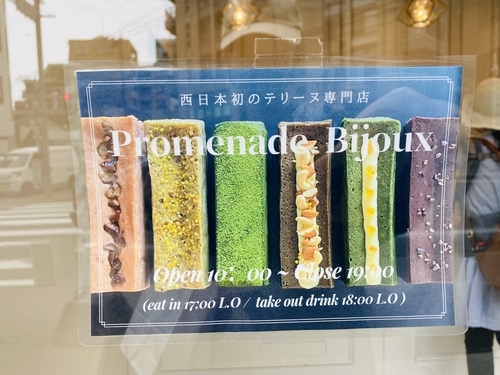 西日本初のテリーヌ専門店
Promenade Bijoux
Open 10：00 ~ Close 19:00
(eat in 17:00 L.O / take out drink 18:00 L.O )